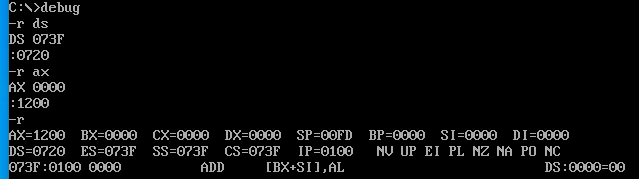 C:\>debug
-r ds
DS 073F
:0720
-r ax
AX 0000
:1200
-r
AX=1200  BX=0000  CX=0000  DX=0000  SP=00FD  BP=0000  SI=0000  DI=0000
DS=0720  ES=073F  SS=073F  CS=073F  IP=0100   NV UP EI PL NZ NA PO NC
073F:0100 0000          ADD     [BX+SI],AL                         DS:0000=00